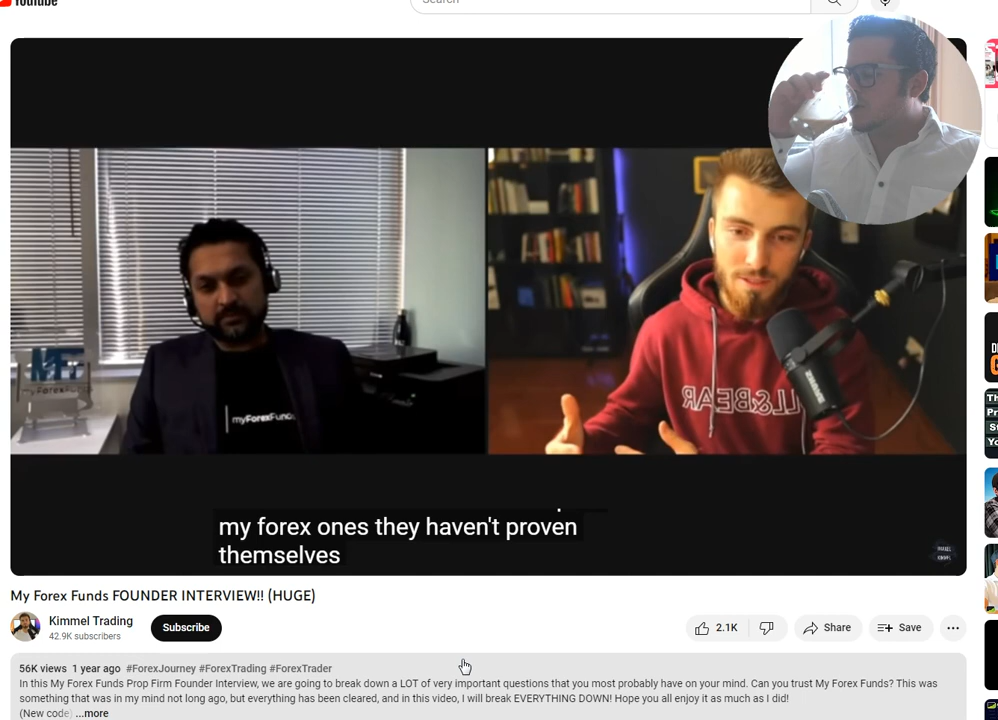 YouTube
Search
myForexFunds
my forex ones they haven't proven
themselves
My Forex Funds FOUNDER INTERVIEW!! (HUGE)
Kimmel Trading
42.9K subscribers
Subscribe
2.1K
Share
Save
56K views 1 year ago #ForexJourney #ForexTrading #ForexTrader
In this My Forex Funds Prop Firm Founder Interview, we are going to break down a LOT of very important questions that you most probably have on your mind. Can you trust My Forex Funds? This was
something that was in my mind not long ago, but everything has been cleared, and in this video, I will break EVERYTHING DOWN! Hope you all enjoy it as much as I did!
(New code) ...more